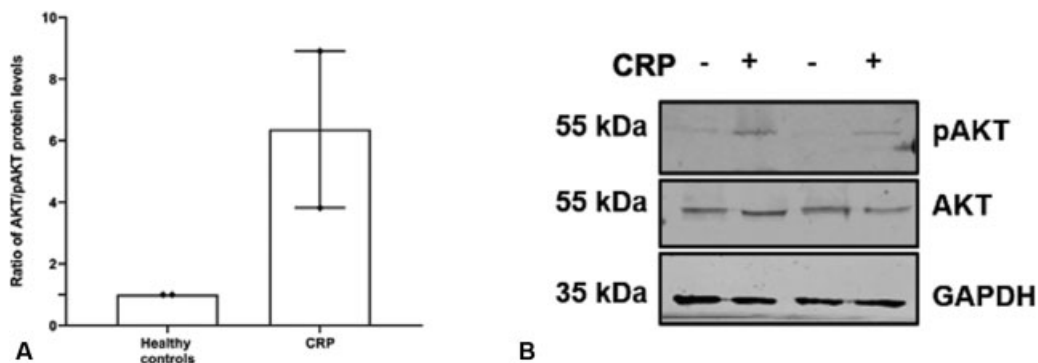 Ratio of AKT/pAKT protein levels
10
8
6
4
2
1
0
Healthy
controls
CRP
A
CRP - + - +
55 kDa pAKT
55 kDa AKT
35 kDa GAPDH
B